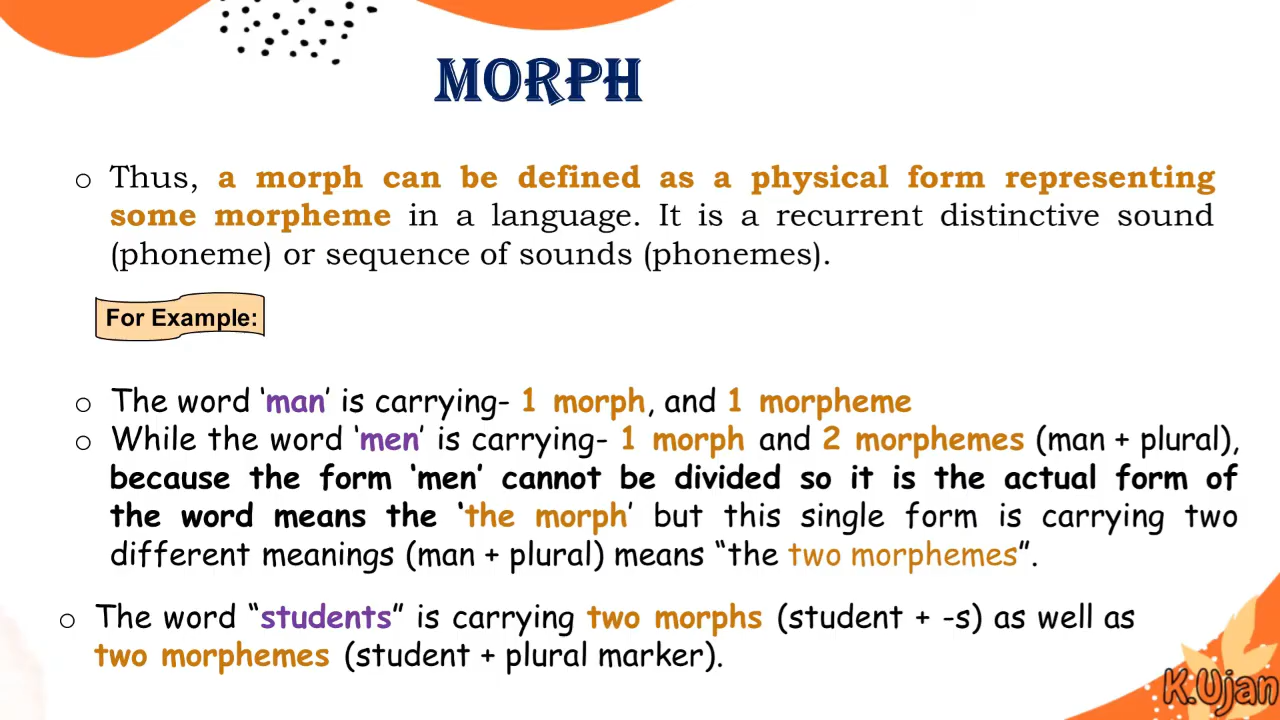 MORPH
o Thus, a morph can be defined as a physical form representing
some morpheme in a language. It is a recurrent distinctive sound
(phoneme) or sequence of sounds (phonemes).
For Example:
o The word ‘man’ is carrying- 1 morph, and 1 morpheme
o While the word ‘men’ is carrying- 1 morph and 2 morphemes (man + plural),
because the form ‘men’ cannot be divided so it is the actual form of
the word means the ‘the morph’ but this single form is carrying two
different meanings (man + plural) means “the two morphemes”.
o The word “students” is carrying two morphs (student + -s) as well as
two morphemes (student + plural marker).
K.Ujan